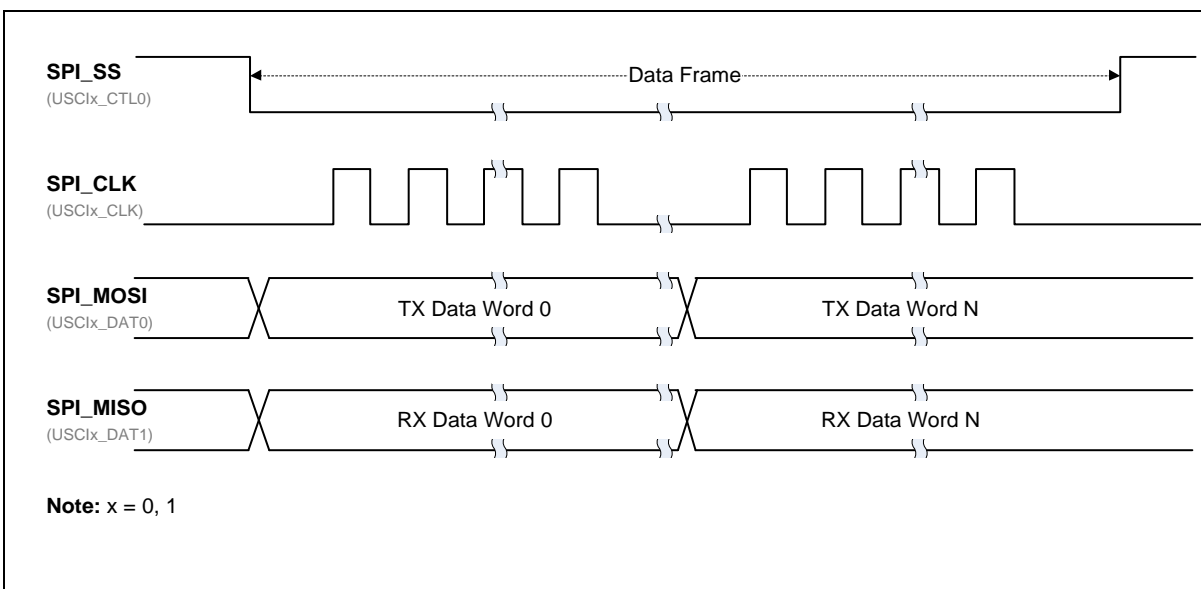 SPI_SS
(USCIx_CTL0)
Data Frame
SPI_CLK
(USCIx_CLK)
SPI_MOSI
(USCIx_DAT0)
TX Data Word 0
TX Data Word N
SPI_MISO
(USCIx_DAT1)
RX Data Word 0
RX Data Word N
Note: x = 0, 1